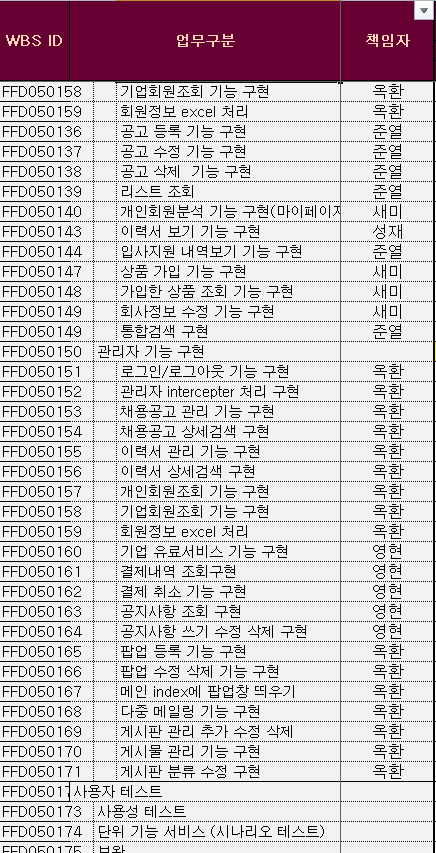 WBS ID 업무구분 책임자
FFD050158 기업회원조회 기능 구현 옥환
FFD050159 회원정보 excel 처리 옥환
FFD050136 공고 등록 기능 구현 준열
FFD050137 공고 수정 기능 구현 준열
FFD050138 공고 삭제 기능 구현 준열
FFD050139 리스트 조회 준열
FFD050140 개인회원분석 기능 구현(마이페이지 새미
FFD050143 이력서 보기 기능 구현 성재
FFD050144 입사지원 내역보기 기능 구현 준열
FFD050147 상품 가입 기능 구현 새미
FFD050148 가입한 상품 조회 기능 구현 새미
FFD050149 회사정보 수정 기능 구현 새미
FFD050149 통합검색 구현 준열
FFD050150 관리자 기능 구현
FFD050151 로그인/로그아웃 기능 구현 옥환
FFD050152 관리자 intercepter 처리 구현 옥환
FFD050153 채용공고 관리 기능 구현 옥환
FFD050154 채용공고 상세검색 구현 옥환
FFD050155 이력서 관리 기능 구현 옥환
FFD050156 이력서 상세검색 구현 옥환
FFD050157 개인회원조회 기능 구현 옥환
FFD050158 기업회원조회 기능 구현 옥환
FFD050159 회원정보 excel 처리 옥환
FFD050160 기업 유료서비스 기능 구현 영현
FFD050161 결제내역 조회구현 영현
FFD050162 결제 취소 기능 구현 영현
FFD050163 공지사항 조회 구현 영현
FFD050164 공지사항 쓰기 수정 삭제 구현 영현
FFD050165 팝업 등록 기능 구현 옥환
FFD050166 팝업 수정 삭제 기능 구현 옥환
FFD050167 메인 index에 팝업창 띄우기 옥환
FFD050168 다중 메일링 기능 구현 옥환
FFD050169 게시판 관리 추가 수정 삭제 옥환
FFD050170 게시물 관리 기능 구현 옥환
FFD050171 게시판 분류 수정 구현 옥환
FFD05017 사용자 테스트
FFD050173 사용성 테스트
FFD050174 단위 기능 서비스 (시나리오 테스트)
FFD050175 보완